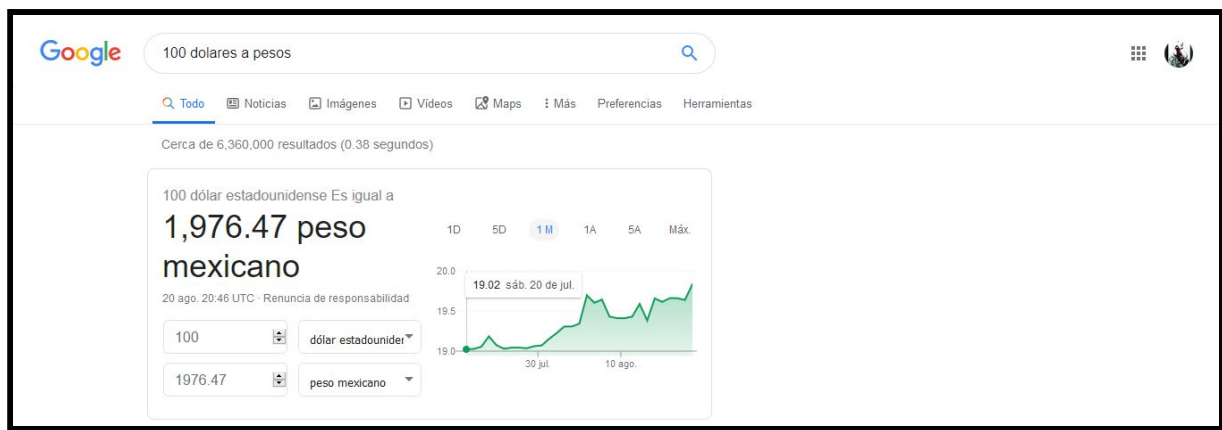 Google
100 dolares a pesos
Todo Noticias Imágenes Vídeos Maps Más Preferencias Herramientas
Cerca de 6,360,000 resultados (0.38 segundos)
100 dólar estadounidense Es igual a
1,976.47 peso
mexicano
20 ago. 20:46 UTC · Renuncia de responsabilidad
100 dólar estadounider
1976.47 peso mexicano
1D 5D 1 M 1A 5A Máx.
20.0
19.02 sáb. 20 de jul.
19.5
19.0
30 jul. 10 ago.